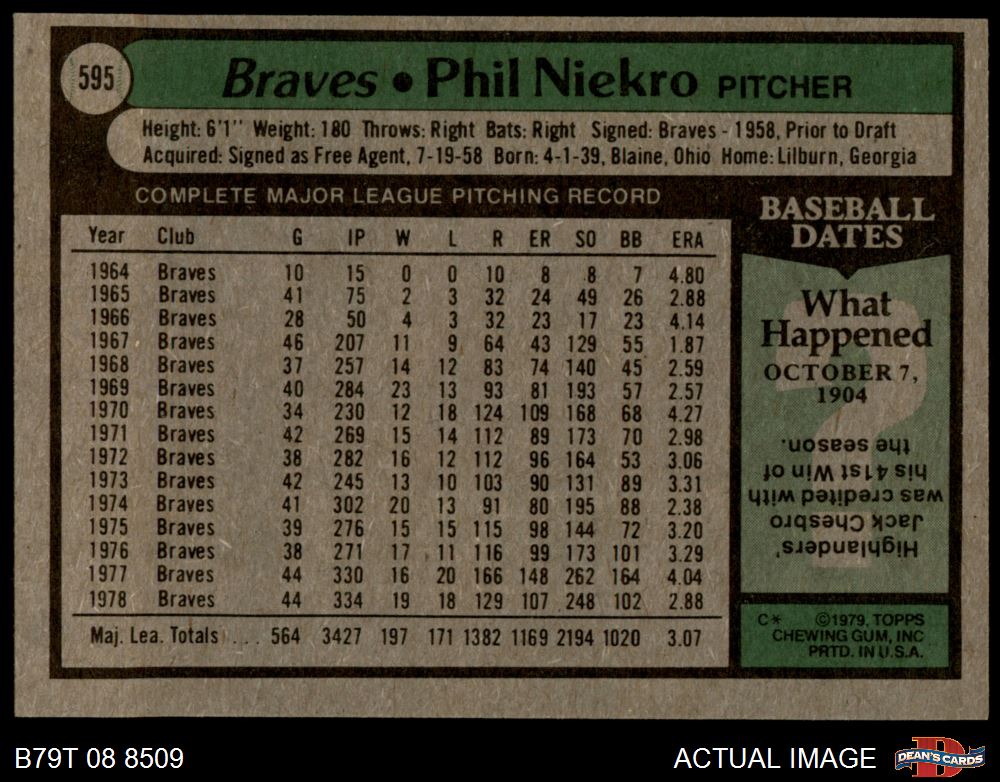 595
Braves • Phil Niekro PITCHER
Height: 6'1" Weight: 180 Throws: Right Bats: Right Signed: Braves - 1958, Prior to Draft
Acquired: Signed as Free Agent, 7-19-58 Born: 4-1-39, Blaine, Ohio Home: Lilburn, Georgia
COMPLETE MAJOR LEAGUE PITCHING RECORD
Year Club G IP W L R ER SO BB ERA
1964 Braves 10 15 0 0 10 8 8 7 4.80
1965 Braves 41 75 2 3 32 24 49 26 2.88
1966 Braves 28 50 4 3 32 23 17 23 4.14
1967 Braves 46 207 11 9 64 43 129 55 1.87
1968 Braves 37 257 14 12 83 74 140 45 2.59
1969 Braves 40 284 23 13 93 81 193 57 2.57
1970 Braves 34 230 12 18 124 109 168 68 4.27
1971 Braves 42 269 15 14 112 89 173 70 2.98
1972 Braves 38 282 16 12 112 96 164 53 3.06
1973 Braves 42 245 13 10 103 90 131 89 3.31
1974 Braves 41 302 20 13 91 80 195 88 2.38
1975 Braves 39 276 15 15 115 98 144 72 3.20
1976 Braves 38 271 17 11 116 99 173 101 3.29
1977 Braves 44 330 16 20 166 148 262 164 4.04
1978 Braves 44 334 19 18 129 107 248 102 2.88
Maj. Lea. Totals . . . 564 3427 197 171 1382 1169 2194 1020 3.07
BASEBALL
DATES
What
Happened
OCTOBER 7,
1904
Highlanders'
Jack Chesbro
was credited with
his 41st Win of
the season.
C* ©1979, TOPPS
CHEWING GUM, INC
PRTD. IN U.S.A.
B79T 08 8509
ACTUAL IMAGE
D
DEAN'S CARDS